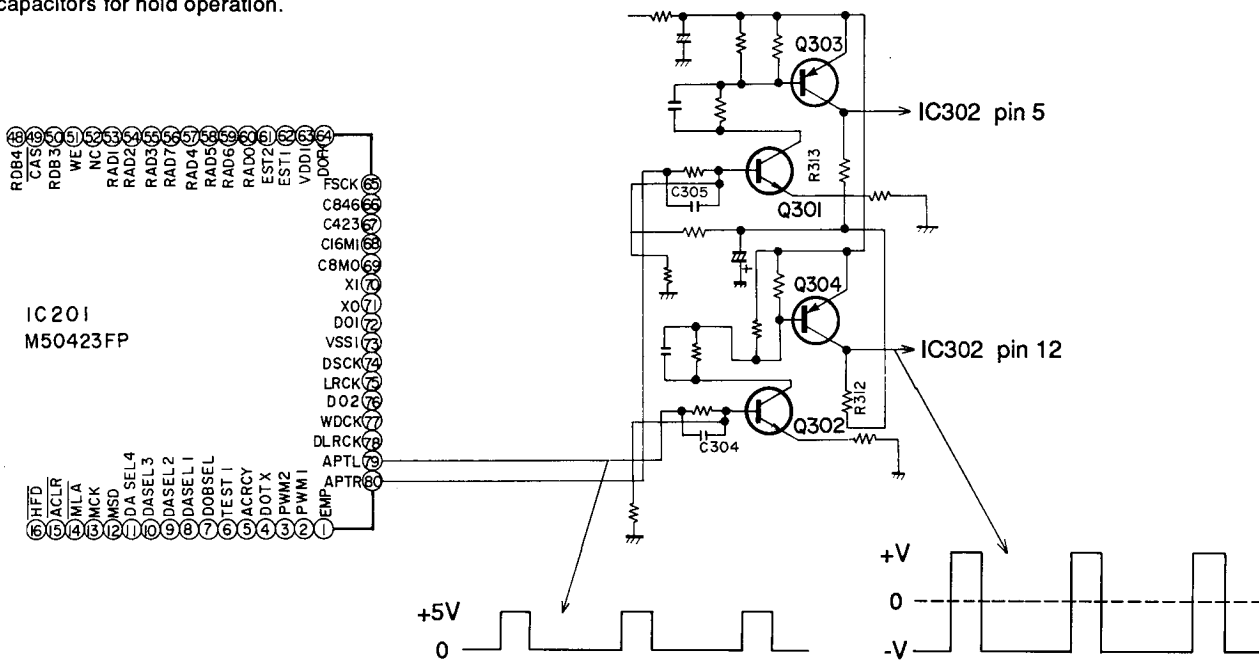 capacitors for hold operation.
Q303
IC302 pin 5
R313
C305
Q301
Q304
IC302 pin 12
R312
Q302
C304
48 49 50 51 52 53 54 55 56 57 58 59 60 61 62 63 64
RDB4 CAS RDB3 WE NC RAD1 RAD2 RAD3 RAD7 RAD4 RAD5 RAD6 RAD0 EST2 EST1 VDD1
FSCK 65
C846 66
C423 67
C16M1 68
C8M0 69
X1 70
XO 71
DO1 72
VSS1 73
DSCK 74
LRCK 75
DO2 76
WDCK 77
DLRCK 78
APTL 79
APTR 80
IC201
M50423FP
HFD ACLR MLA MCK MSD DASEL4 DASEL3 DASEL2 DASEL1 DOBSEL TEST1 ACRCY DOTX PWM2 PWM1 EMP
16 15 14 13 12 11 10 9 8 7 6 5 4 3 2 1
+5V
0
+V
0
-V